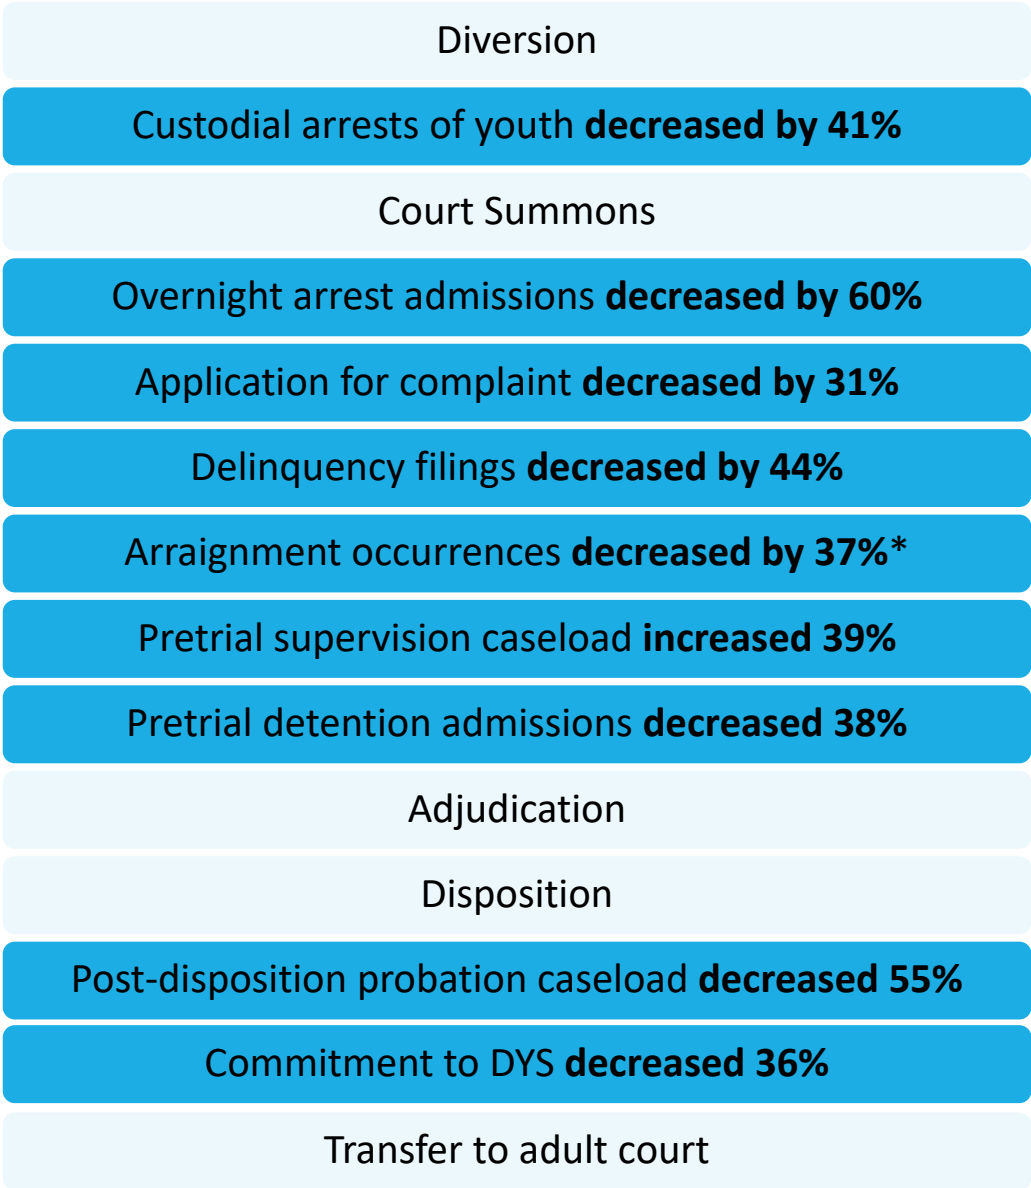 Diversion
Custodial arrests of youth decreased by 41%
Court Summons
Overnight arrest admissions decreased by 60%
Application for complaint decreased by 31%
Delinquency filings decreased by 44%
Arraignment occurrences decreased by 37%*
Pretrial supervision caseload increased 39%
Pretrial detention admissions decreased 38%
Adjudication
Disposition
Post-disposition probation caseload decreased 55%
Commitment to DYS decreased 36%
Transfer to adult court